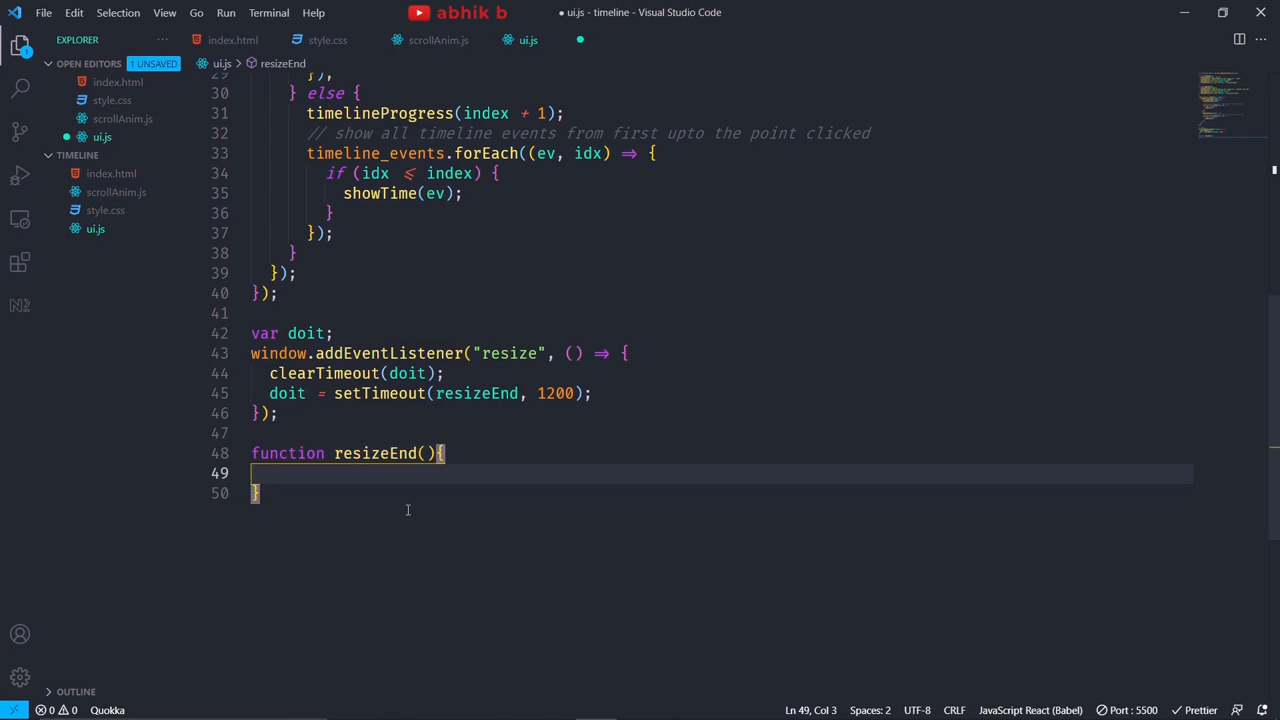 File Edit Selection View Go Run Terminal Help
abhik b
● ui.js - timeline - Visual Studio Code
EXPLORER
index.html style.css scrollAnim.js ui.js
OPEN EDITORS 1 UNSAVED
index.html
style.css
scrollAnim.js
ui.js
TIMELINE
index.html
scrollAnim.js
style.css
ui.js
OUTLINE
ui.js > resizeEnd
29 });
30 } else {
31 timelineProgress(index + 1);
32 // show all timeline events from first upto the point clicked
33 timeline_events.forEach((ev, idx) => {
34 if (idx <= index) {
35 showTime(ev);
36 }
37 });
38 }
39 });
40 });
41
42 var doit;
43 window.addEventListener("resize", () => {
44 clearTimeout(doit);
45 doit = setTimeout(resizeEnd, 1200);
46 });
47
48 function resizeEnd(){
49
50 }
0 0 Quokka Ln 49, Col 3 Spaces: 2 UTF-8 CRLF JavaScript React (Babel) Port : 5500 Prettier